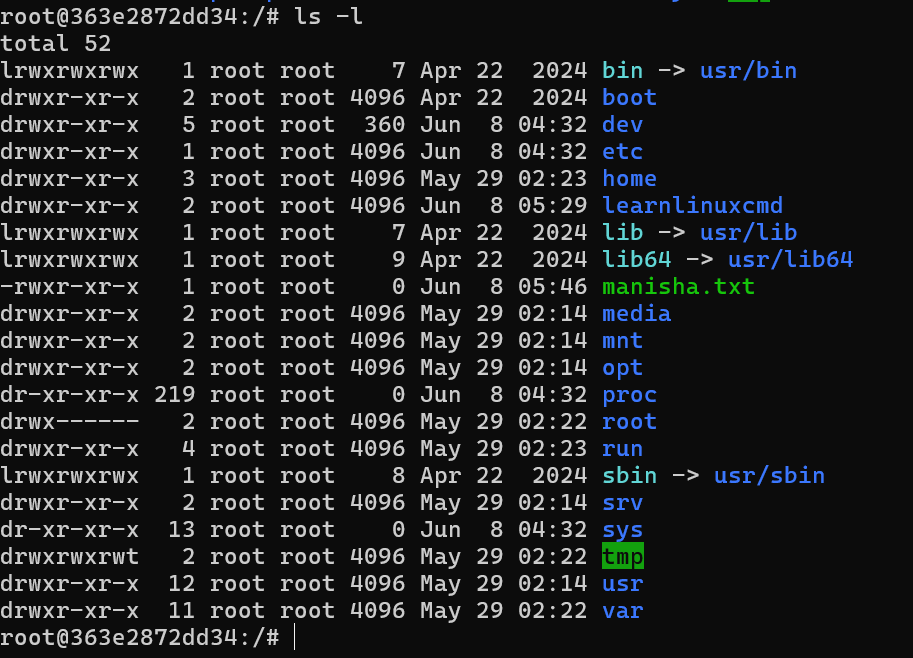 root@363e2872dd34:/# ls -l
total 52
lrwxrwxrwx   1 root root    7 Apr 22  2024 bin -> usr/bin
drwxr-xr-x   2 root root 4096 Apr 22  2024 boot
drwxr-xr-x   5 root root  360 Jun  8 04:32 dev
drwxr-xr-x   1 root root 4096 Jun  8 04:32 etc
drwxr-xr-x   3 root root 4096 May 29 02:23 home
drwxr-xr-x   2 root root 4096 Jun  8 05:29 learnlinuxcmd
lrwxrwxrwx   1 root root    7 Apr 22  2024 lib -> usr/lib
lrwxrwxrwx   1 root root    9 Apr 22  2024 lib64 -> usr/lib64
-rwxr-xr-x   1 root root    0 Jun  8 05:46 manisha.txt
drwxr-xr-x   2 root root 4096 May 29 02:14 media
drwxr-xr-x   2 root root 4096 May 29 02:14 mnt
drwxr-xr-x   2 root root 4096 May 29 02:14 opt
dr-xr-xr-x 219 root root    0 Jun  8 04:32 proc
drwx------   2 root root 4096 May 29 02:22 root
drwxr-xr-x   4 root root 4096 May 29 02:23 run
lrwxrwxrwx   1 root root    8 Apr 22  2024 sbin -> usr/sbin
drwxr-xr-x   2 root root 4096 May 29 02:14 srv
dr-xr-xr-x  13 root root    0 Jun  8 04:32 sys
drwxrwxrwt   2 root root 4096 May 29 02:22 tmp
drwxr-xr-x  12 root root 4096 May 29 02:14 usr
drwxr-xr-x  11 root root 4096 May 29 02:22 var
root@363e2872dd34:/#